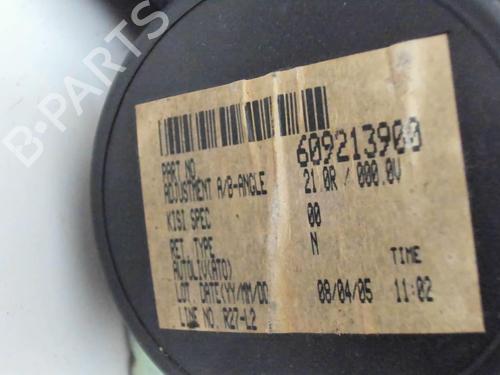 B-PARTS
PART NO. 609213900
ADJUSTMENT A/B-ANGLE 21.0R / 000.0V
KISI SPEC 00
RET. TYPE N
AUTOLIV(ATO) TIME
LOT DATE(YY/MM/DD 08/04/05 11:02
LINE NO. R27-L2